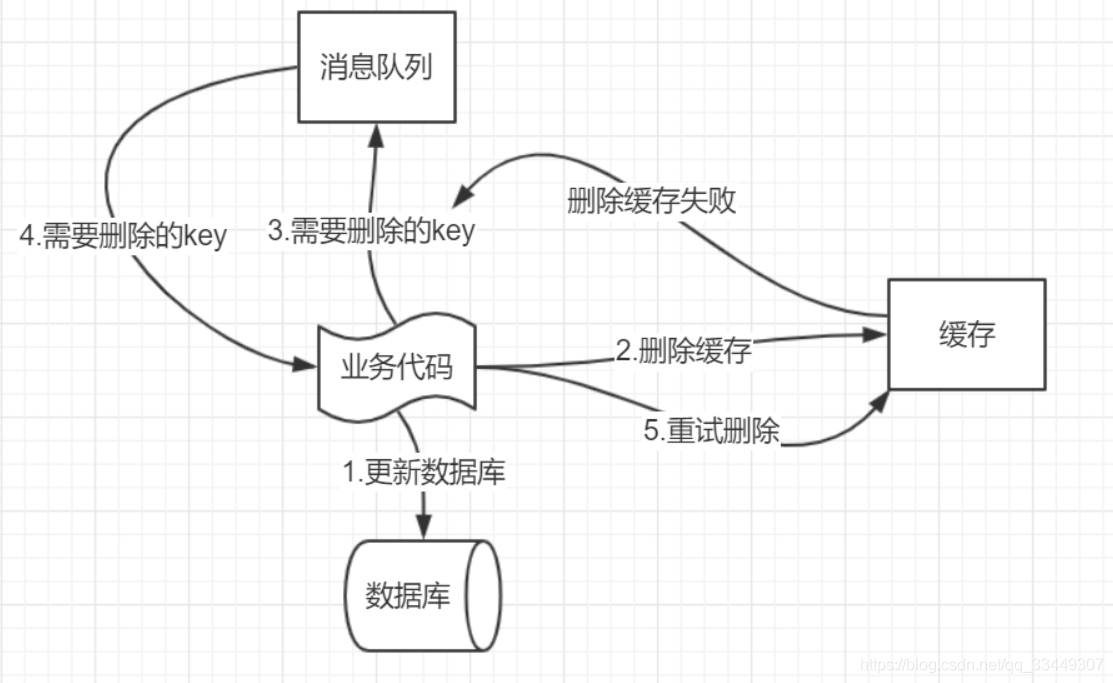 消息队列
删除缓存失败
4.需要删除的key
3.需要删除的key
缓存
2.删除缓存
业务代码
5.重试删除
1.更新数据库
数据库
https://blog.csdn.net/qq_33449307